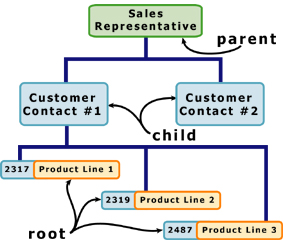 Sales
Representative
parent
Customer
Contact #1
Customer
Contact #2
child
2317 Product Line 1
2319 Product Line 2
root
2487 Product Line 3